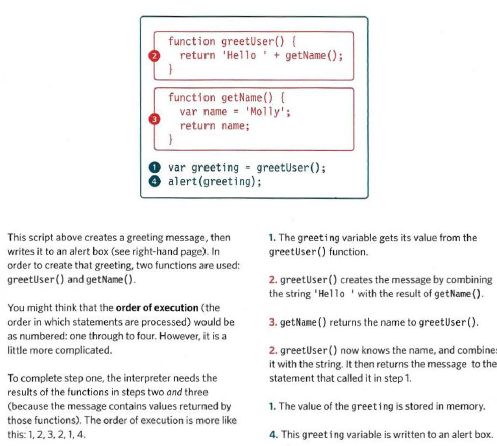 function greetUser() {
2 return 'Hello ' + getName();
}
function getName() {
var name = 'Molly';
3 return name;
}
1 var greeting = greetUser();
4 alert(greeting);
This script above creates a greeting message, then
writes it to an alert box (see right-hand page). In
order to create that greeting, two functions are used:
greetUser() and getName().
You might think that the order of execution (the
order in which statements are processed) would be
as numbered: one through to four. However, it is a
little more complicated.
To complete step one, the interpreter needs the
results of the functions in steps two and three
(because the message contains values returned by
those functions). The order of execution is more like
this: 1, 2, 3, 2, 1, 4.
1. The greeting variable gets its value from the
greetUser() function.
2. greetUser() creates the message by combining
the string 'Hello ' with the result of getName().
3. getName() returns the name to greetUser().
2. greetUser() now knows the name, and combines
it with the string. It then returns the message to the
statement that called it in step 1.
1. The value of the greeting is stored in memory.
4. This greeting variable is written to an alert box.